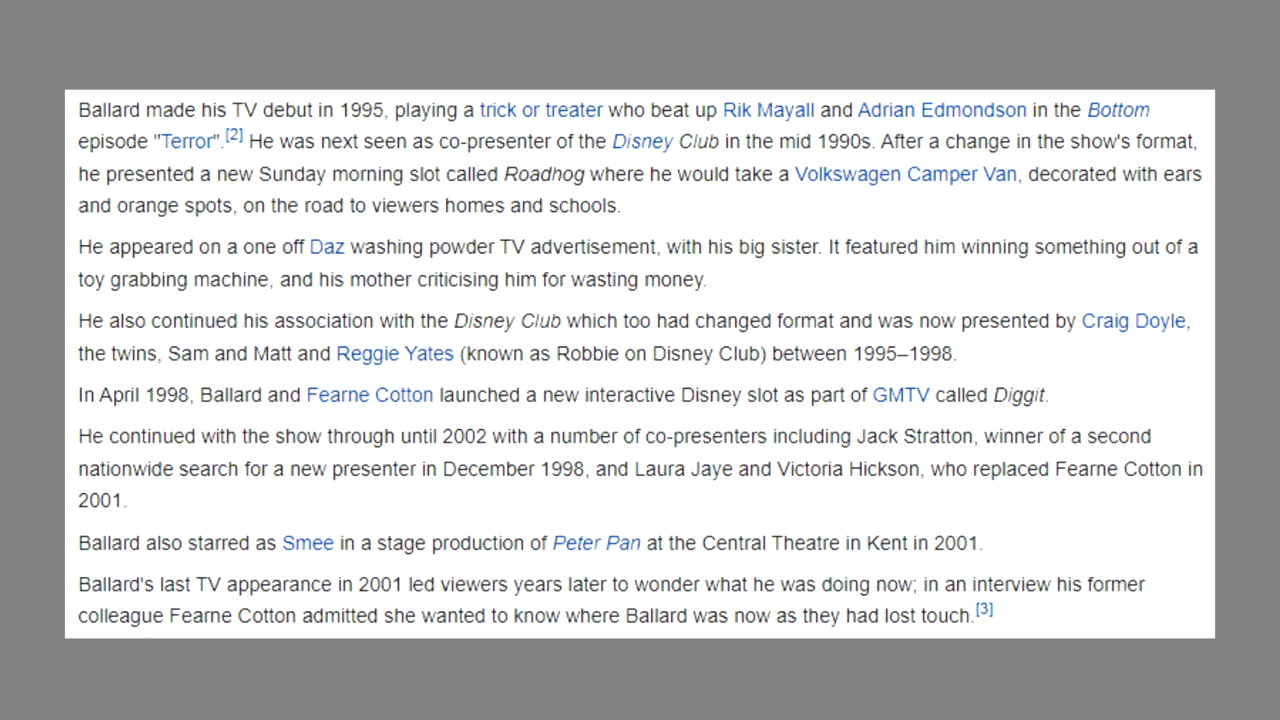 Ballard made his TV debut in 1995, playing a trick or treater who beat up Rik Mayall and Adrian Edmondson in the Bottom
episode "Terror".[2] He was next seen as co-presenter of the Disney Club in the mid 1990s. After a change in the show's format,
he presented a new Sunday morning slot called Roadhog where he would take a Volkswagen Camper Van, decorated with ears
and orange spots, on the road to viewers homes and schools.
He appeared on a one off Daz washing powder TV advertisement, with his big sister. It featured him winning something out of a
toy grabbing machine, and his mother criticising him for wasting money.
He also continued his association with the Disney Club which too had changed format and was now presented by Craig Doyle,
the twins, Sam and Matt and Reggie Yates (known as Robbie on Disney Club) between 1995–1998.
In April 1998, Ballard and Fearne Cotton launched a new interactive Disney slot as part of GMTV called Diggit.
He continued with the show through until 2002 with a number of co-presenters including Jack Stratton, winner of a second
nationwide search for a new presenter in December 1998, and Laura Jaye and Victoria Hickson, who replaced Fearne Cotton in
2001.
Ballard also starred as Smee in a stage production of Peter Pan at the Central Theatre in Kent in 2001.
Ballard's last TV appearance in 2001 led viewers years later to wonder what he was doing now; in an interview his former
colleague Fearne Cotton admitted she wanted to know where Ballard was now as they had lost touch.[3]